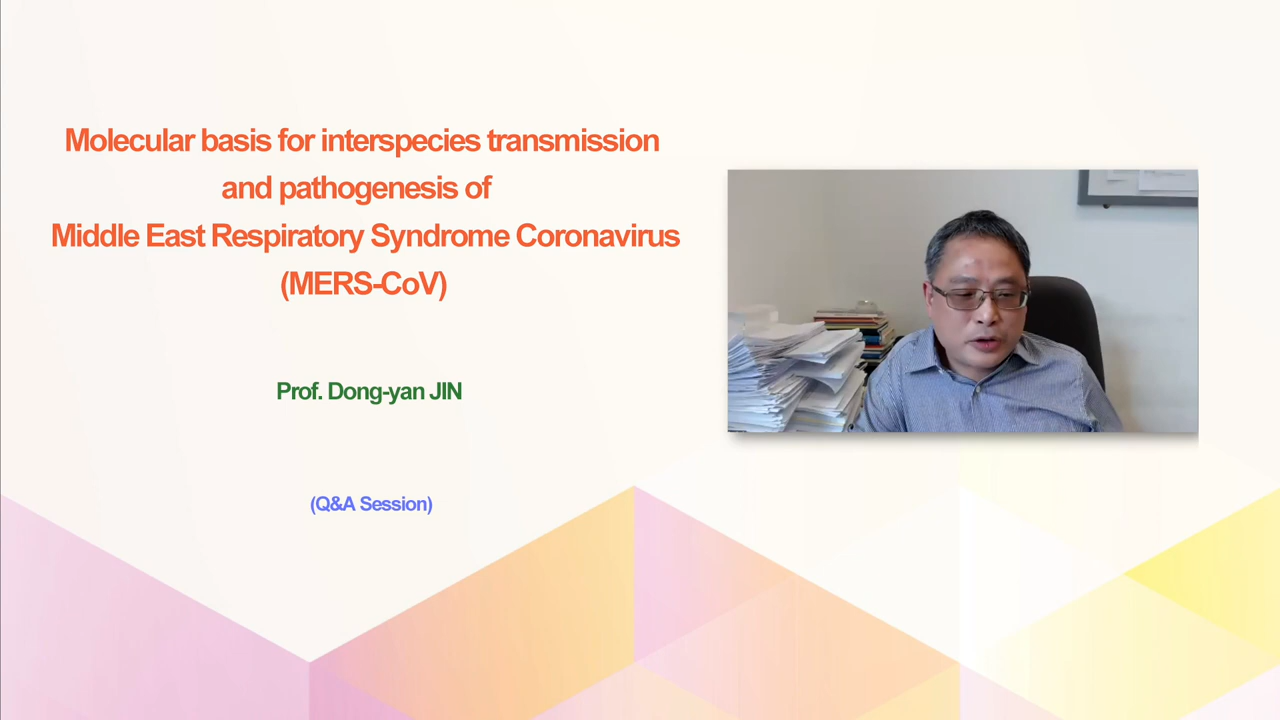 Molecular basis for interspecies transmission
and pathogenesis of
Middle East Respiratory Syndrome Coronavirus
(MERS-CoV)
Prof. Dong-yan JIN
(Q&A Session)